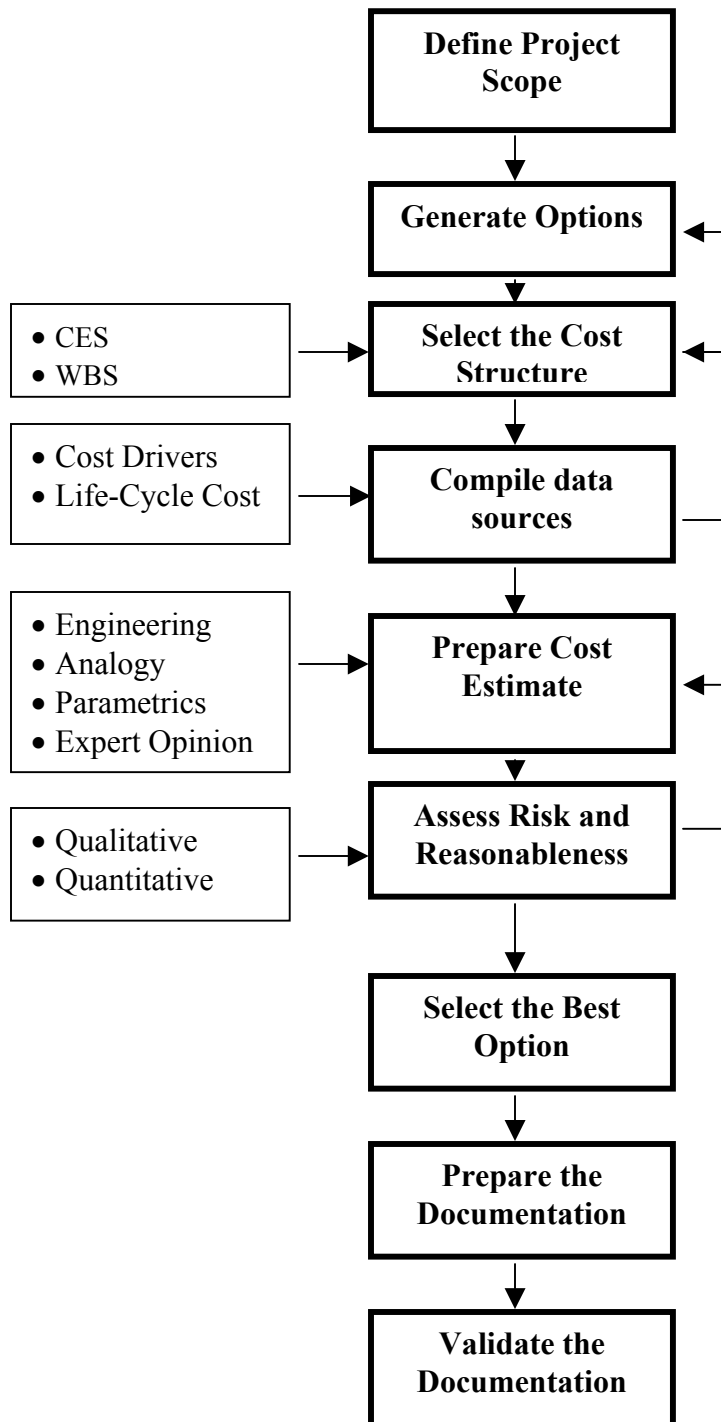 Define Project
Scope
Generate Options
• CES
• WBS
Select the Cost
Structure
• Cost Drivers
• Life-Cycle Cost
Compile data
sources
• Engineering
• Analogy
• Parametrics
• Expert Opinion
Prepare Cost
Estimate
• Qualitative
• Quantitative
Assess Risk and
Reasonableness
Select the Best
Option
Prepare the
Documentation
Validate the
Documentation